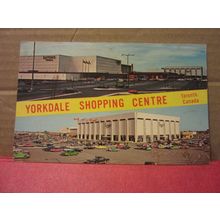 YORKDALE SHOPPING CENTRE
Toronto
Canada